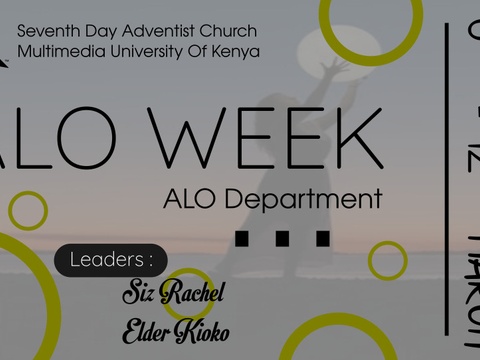 Seventh Day Adventist Church
Multimedia University Of Kenya
ALO WEEK
ALO Department
Leaders :
Siz Rachel
Elder Kioko